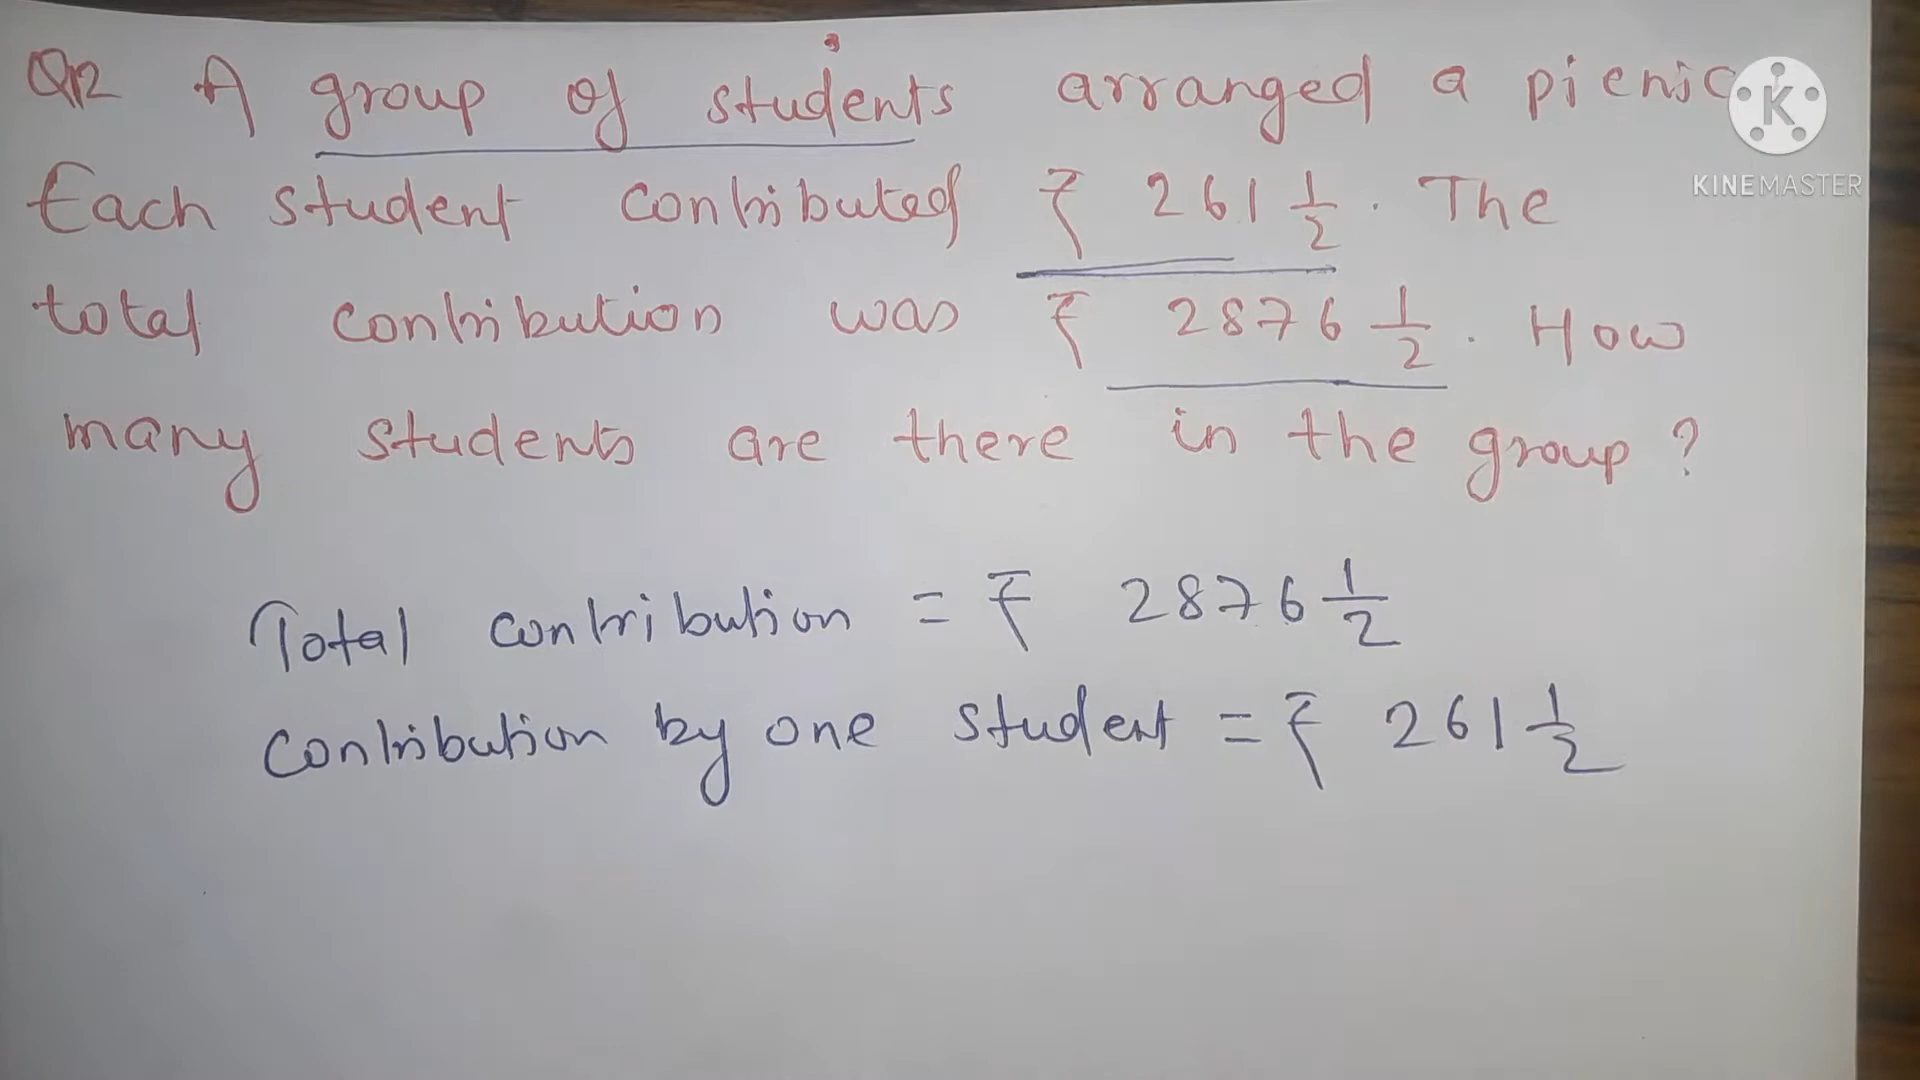 Q12 A group of students arranged a picnic
Each student contributed ₹ 261 1/2. The
total contribution was ₹ 2876 1/2. How
many students are there in the group?
Total contribution = ₹ 2876 1/2
Contribution by one student = ₹ 261 1/2
K
KINEMASTER